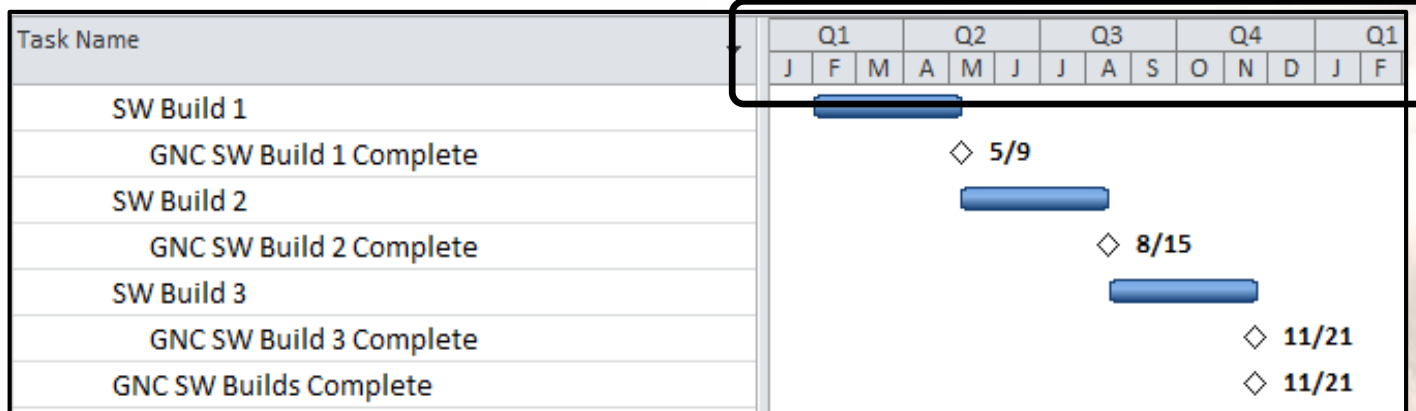 Task Name
Q1 Q2 Q3 Q4 Q1
J F M A M J J A S O N D J F
SW Build 1
GNC SW Build 1 Complete 5/9
SW Build 2
GNC SW Build 2 Complete 8/15
SW Build 3
GNC SW Build 3 Complete 11/21
GNC SW Builds Complete 11/21